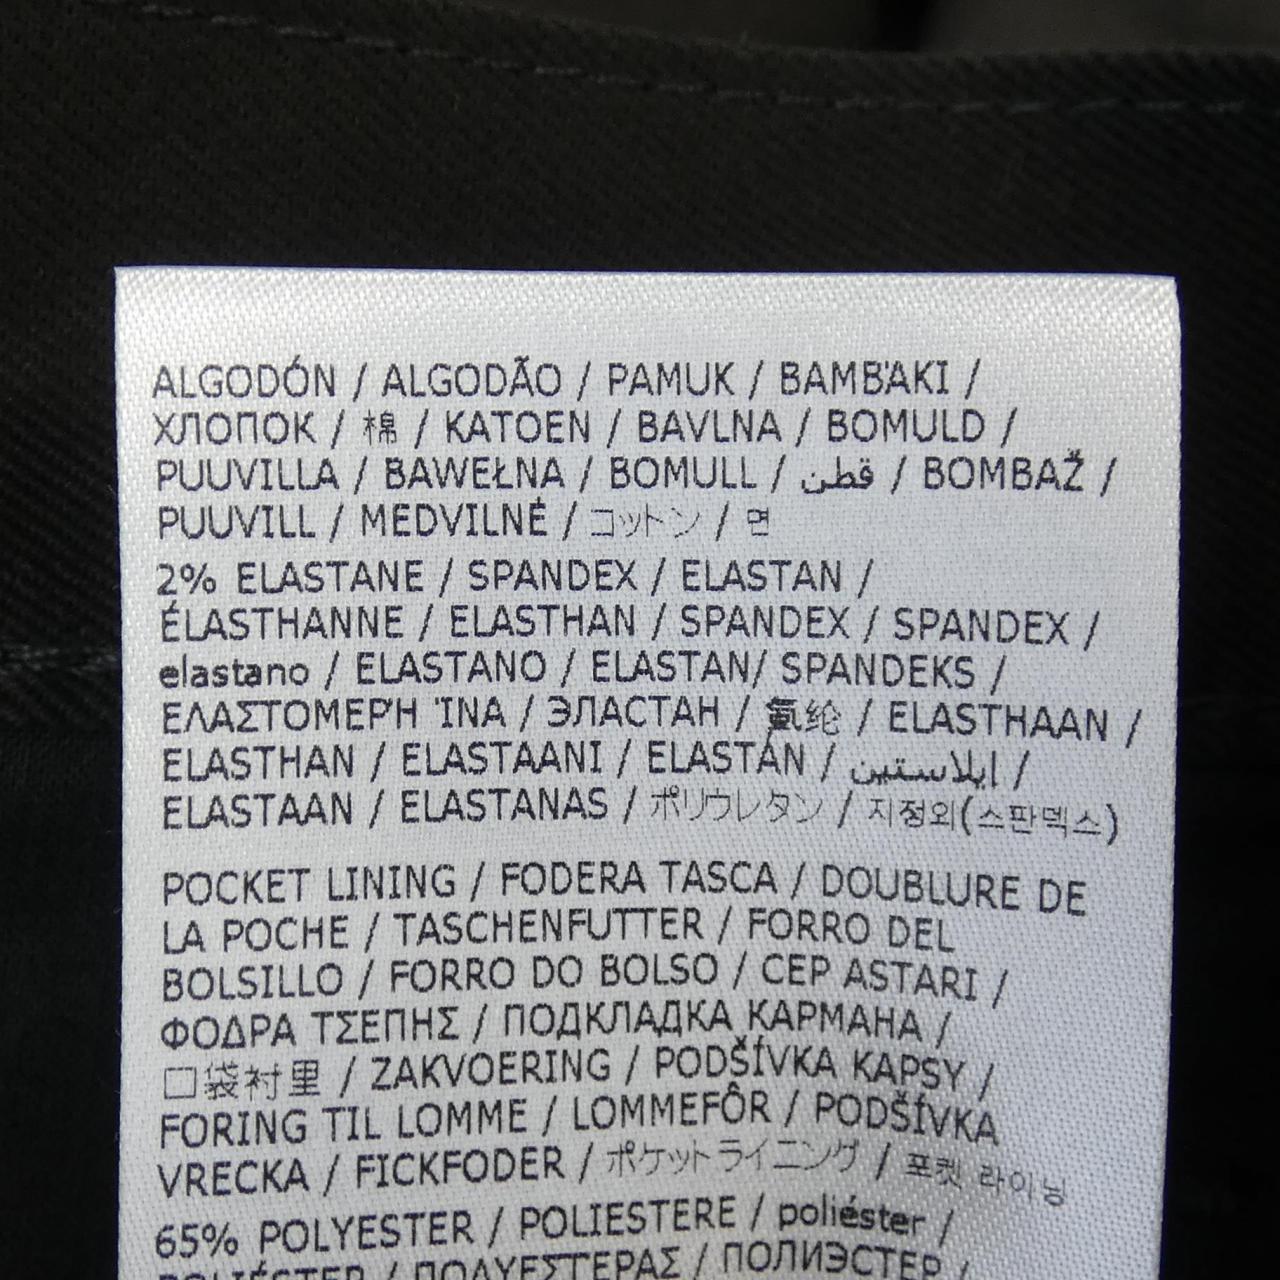 ALGODÓN / ALGODÃO / PAMUK / BAMB'AKI /
ХЛОПОК / 棉 / KATOEN / BAVLNA / BOMULD /
PUUVILLA / BAWEŁNA / BOMULL / قطن / BOMBAŽ /
PUUVILL / MEDVILNĖ / コットン / 면
2% ELASTANE / SPANDEX / ELASTAN /
ÉLASTHANNE / ELASTHAN / SPANDEX / SPANDEX /
elastano / ELASTANO / ELASTAN/ SPANDEKS /
ΕΛΑΣΤΟΜΕΡΉ ΊΝΑ / ЭЛАСТАН / 氨纶 / ELASTHAAN /
ELASTHAN / ELASTAANI / ELASTÁN / إيلاستين /
ELASTAAN / ELASTANAS / ポリウレタン / 지정외(스판덱스)
POCKET LINING / FODERA TASCA / DOUBLURE DE
LA POCHE / TASCHENFUTTER / FORRO DEL
BOLSILLO / FORRO DO BOLSO / CEP ASTARI /
ΦΟΔΡΑ ΤΣΕΠΗΣ / ПОДКЛАДКА КАРМАНА /
口袋衬里 / ZAKVOERING / PODŠÍVKA KAPSY /
FORING TIL LOMME / LOMMEFÔR / PODŠÍVKA
VRECKA / FICKFODER / ポケットライニング / 포켓 라이닝
65% POLYESTER / POLIESTERE / poliéster /
POLIÉSTER / ΠΟΛΥΕΣΤΕΡΑΣ / ПОЛИЭСТЕР /